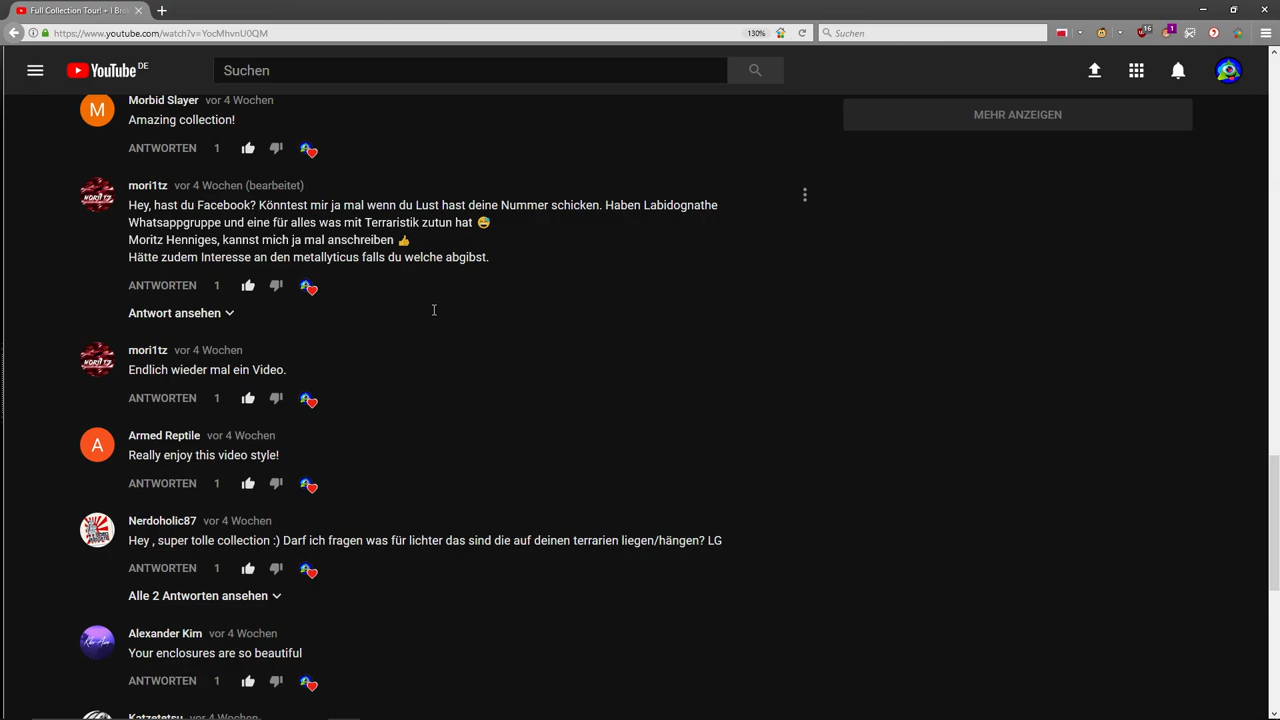 Full Collection Tour! + I Bro
https://www.youtube.com/watch?v=YocMhvnU0QM
130%
Suchen
16
1
YouTube DE
Suchen
Morbid Slayer vor 4 Wochen
Amazing collection!
MEHR ANZEIGEN
ANTWORTEN 1
mori1tz vor 4 Wochen (bearbeitet)
Hey, hast du Facebook? Könntest mir ja mal wenn du Lust hast deine Nummer schicken. Haben Labidognathe
Whatsappgruppe und eine für alles was mit Terraristik zutun hat 😅
Moritz Henniges, kannst mich ja mal anschreiben 👍
Hätte zudem Interesse an den metallyticus falls du welche abgibst.
ANTWORTEN 1
Antwort ansehen
mori1tz vor 4 Wochen
Endlich wieder mal ein Video.
ANTWORTEN 1
A
Armed Reptile vor 4 Wochen
Really enjoy this video style!
ANTWORTEN 1
Nerdoholic87 vor 4 Wochen
Hey , super tolle collection :) Darf ich fragen was für lichter das sind die auf deinen terrarien liegen/hängen? LG
ANTWORTEN 1
Alle 2 Antworten ansehen
Alexander Kim vor 4 Wochen
Your enclosures are so beautiful
ANTWORTEN 1
Katzetetsu vor 4 Wochen